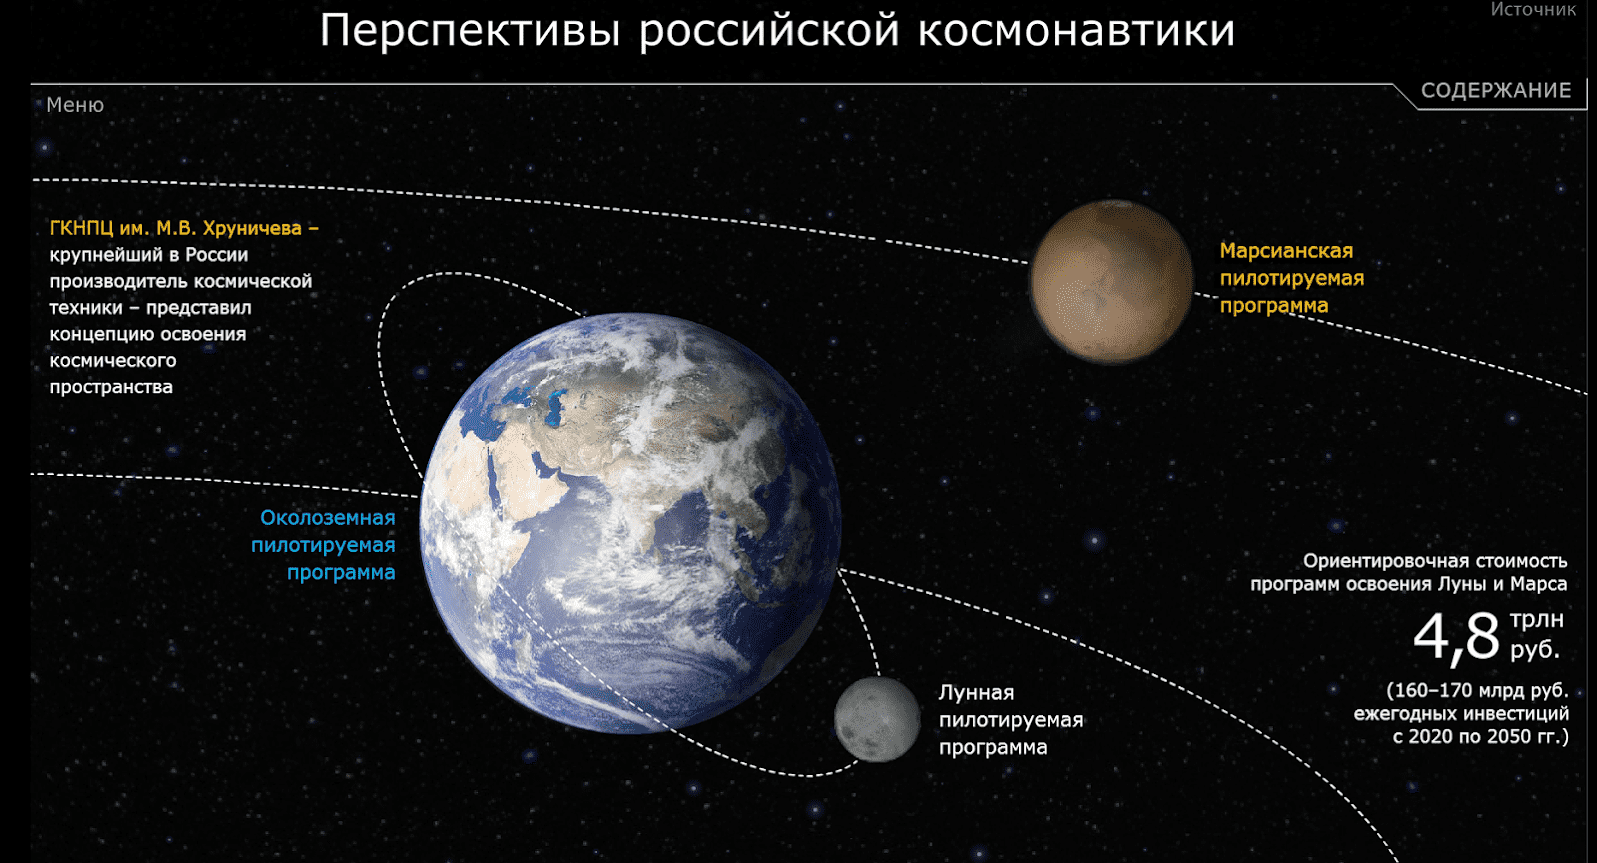 Источник
Перспективы российской космонавтики
СОДЕРЖАНИЕ
Меню
ГКНПЦ им. М.В. Хруничева –
крупнейший в России
производитель космической
техники – представил
концепцию освоения
космического
пространства
Марсианская
пилотируемая
программа
Околоземная
пилотируемая
программа
Лунная
пилотируемая
программа
Ориентировочная стоимость
программ освоения Луны и Марса
4,8 трлн
руб.
(160–170 млрд руб.
ежегодных инвестиций
с 2020 по 2050 гг.)